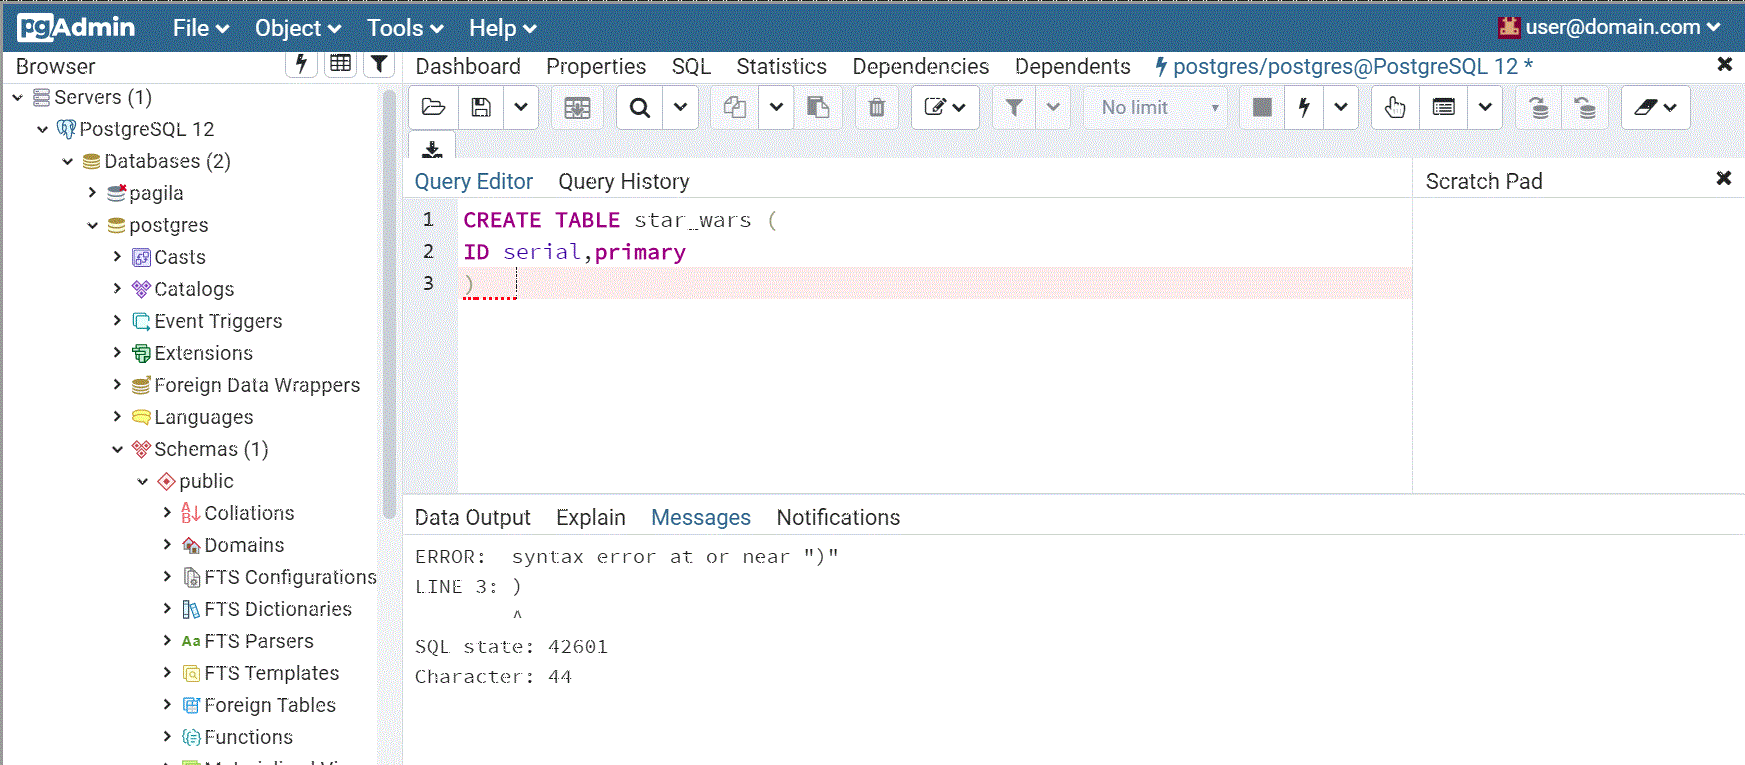 pgAdmin File Object Tools Help user@domain.com
Browser
Dashboard Properties SQL Statistics Dependencies Dependents postgres/postgres@PostgreSQL 12 *
Servers (1)
PostgreSQL 12
Databases (2)
pagila
postgres
Casts
Catalogs
Event Triggers
Extensions
Foreign Data Wrappers
Languages
Schemas (1)
public
Collations
Domains
FTS Configurations
FTS Dictionaries
Aa FTS Parsers
FTS Templates
Foreign Tables
Functions
No limit
Query Editor Query History
Scratch Pad
1 CREATE TABLE star_wars (
2 ID serial,primary
3 )
Data Output Explain Messages Notifications
ERROR: syntax error at or near ")"
LINE 3: )
^
SQL state: 42601
Character: 44